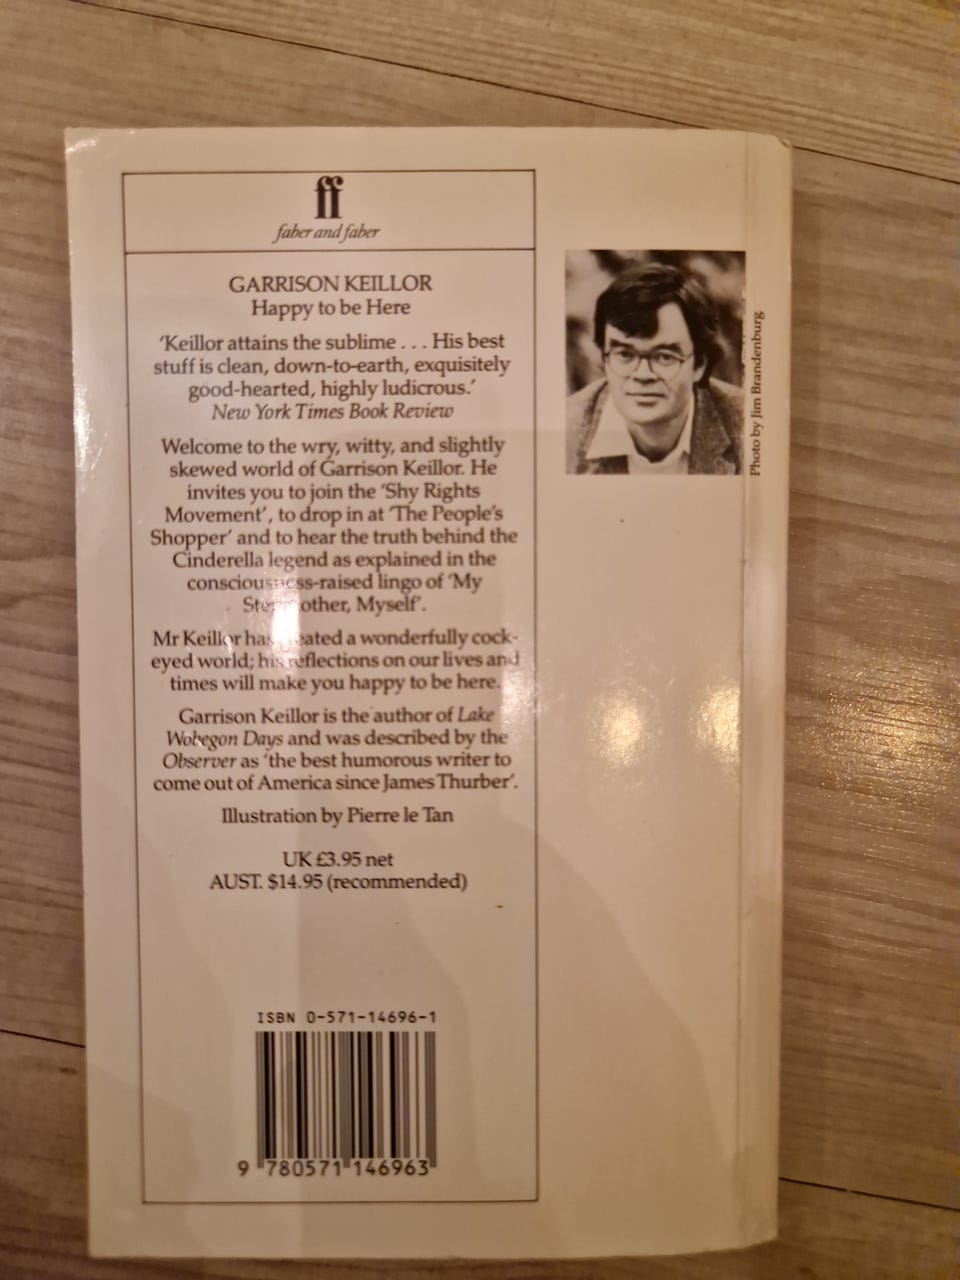 ff
faber and faber
GARRISON KEILLOR
Happy to be Here
'Keillor attains the sublime . . . His best
stuff is clean, down-to-earth, exquisitely
good-hearted, highly ludicrous.'
New York Times Book Review
Welcome to the wry, witty, and slightly
skewed world of Garrison Keillor. He
invites you to join the 'Shy Rights
Movement', to drop in at 'The People's
Shopper' and to hear the truth behind the
Cinderella legend as explained in the
consciousness-raised lingo of 'My
Stepmother, Myself'.
Mr Keillor has created a wonderfully cock-
eyed world; his reflections on our lives and
times will make you happy to be here.
Garrison Keillor is the author of Lake
Wobegon Days and was described by the
Observer as 'the best humorous writer to
come out of America since James Thurber'.
Illustration by Pierre le Tan
UK £3.95 net
AUST. $14.95 (recommended)
ISBN 0-571-14696-1
9 780571 146963
Photo by Jim Brandenburg